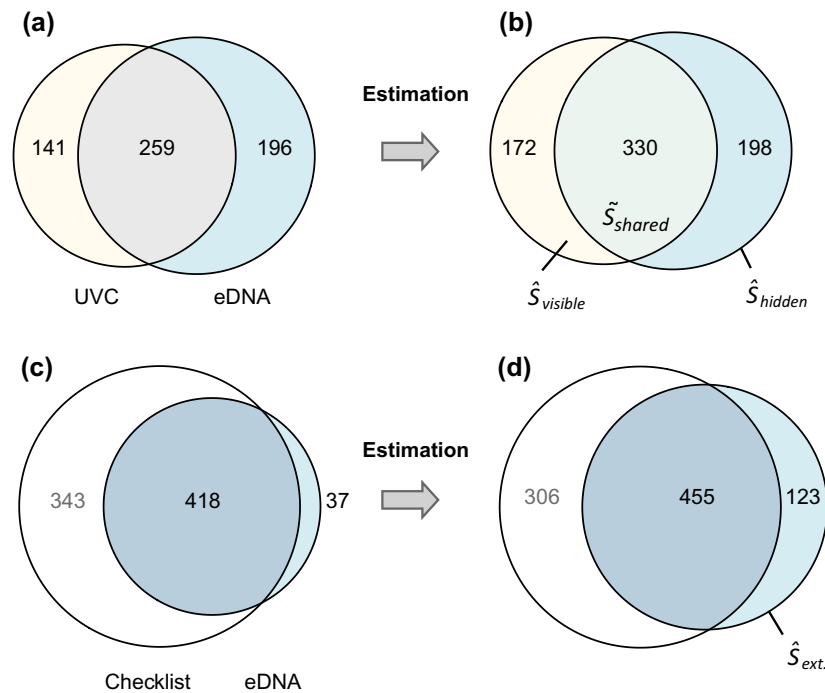 (a)
(b)
141
259
196
Estimation
172
330
198
S̃shared
UVC
eDNA
Ŝvisible
Ŝhidden
(c)
(d)
343
418
37
Estimation
306
455
123
Ŝext.
Checklist
eDNA